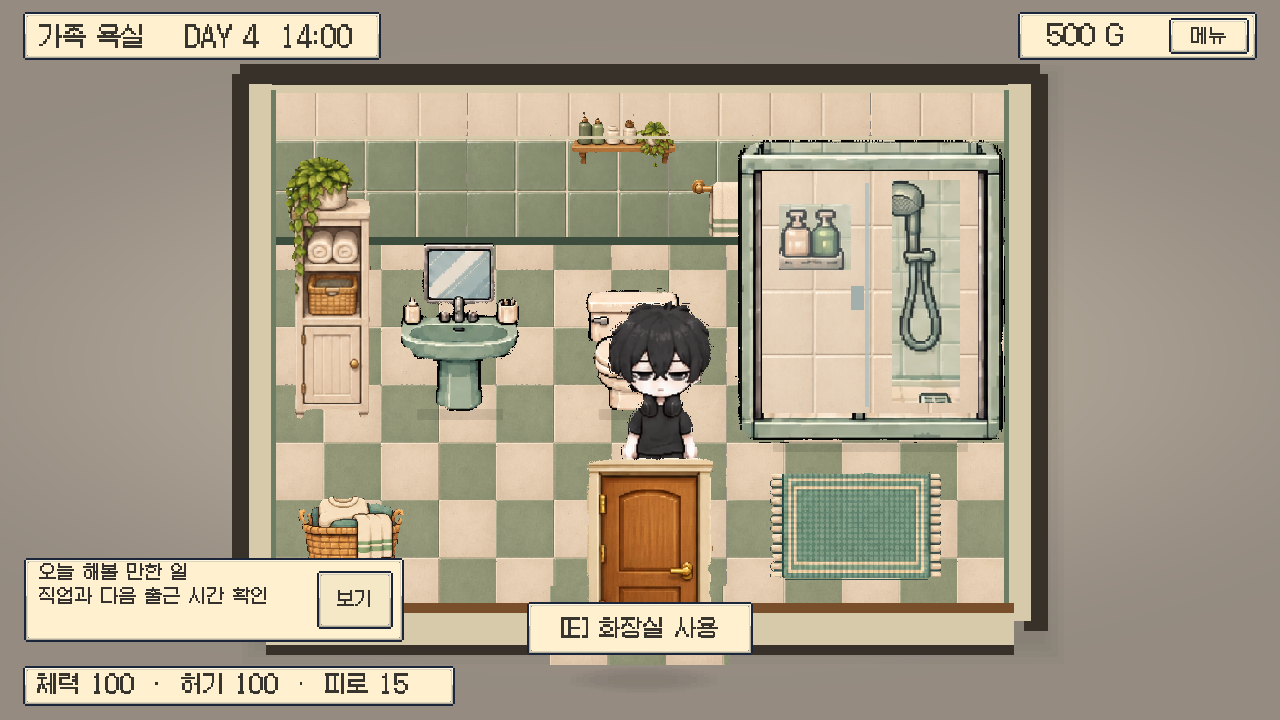 가족 욕실 DAY 4 14:00
500 G 메뉴
오늘 해볼 만한 일
직업과 다음 출근 시간 확인
보기
[E] 화장실 사용
체력 100 · 허기 100 · 피로 15